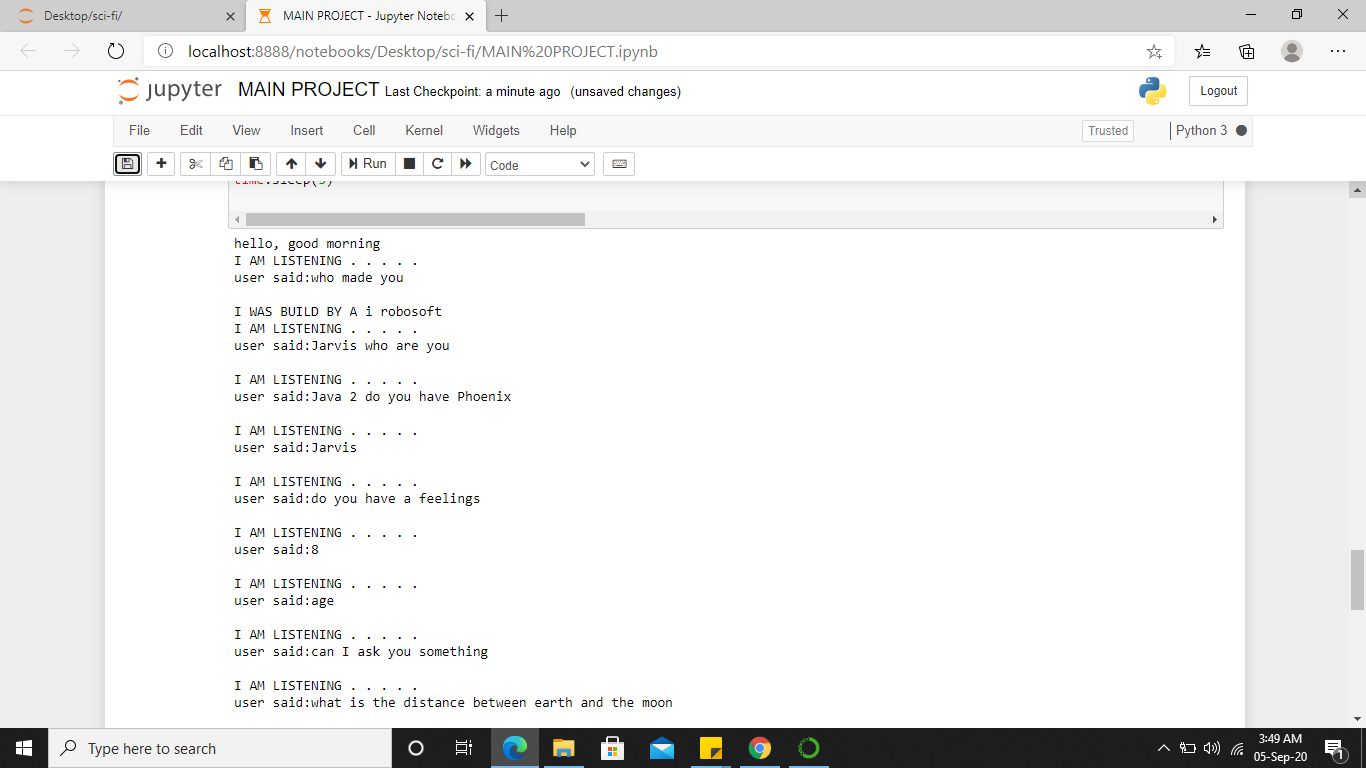 Desktop/sci-fi/
MAIN PROJECT - Jupyter Notebo
localhost:8888/notebooks/Desktop/sci-fi/MAIN%20PROJECT.ipynb
jupyter MAIN PROJECT Last Checkpoint: a minute ago (unsaved changes)
Logout
File Edit View Insert Cell Kernel Widgets Help
Trusted
Python 3
Run
Code
hello, good morning
I AM LISTENING . . . . .
user said:who made you
I WAS BUILD BY A i robosoft
I AM LISTENING . . . . .
user said:Jarvis who are you
I AM LISTENING . . . . .
user said:Java 2 do you have Phoenix
I AM LISTENING . . . . .
user said:Jarvis
I AM LISTENING . . . . .
user said:do you have a feelings
I AM LISTENING . . . . .
user said:8
I AM LISTENING . . . . .
user said:age
I AM LISTENING . . . . .
user said:can I ask you something
I AM LISTENING . . . . .
user said:what is the distance between earth and the moon
Type here to search
3:49 AM
05-Sep-20
1